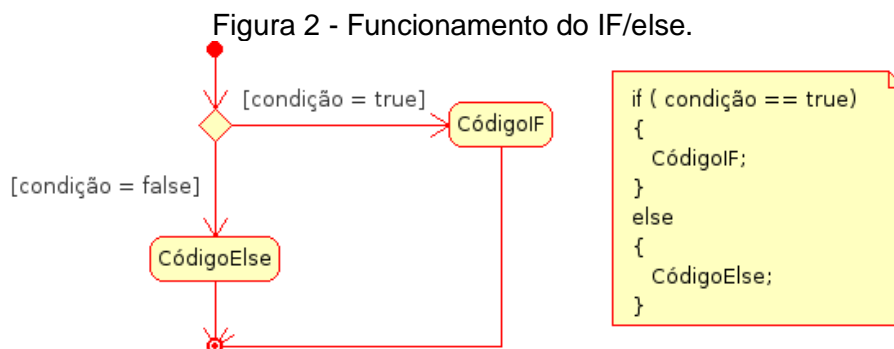 Figura 2 - Funcionamento do IF/else.
[condição = true]
CódigoIF
[condição = false]
CódigoElse
if ( condição == true)
{
CódigoIF;
}
else
{
CódigoElse;
}